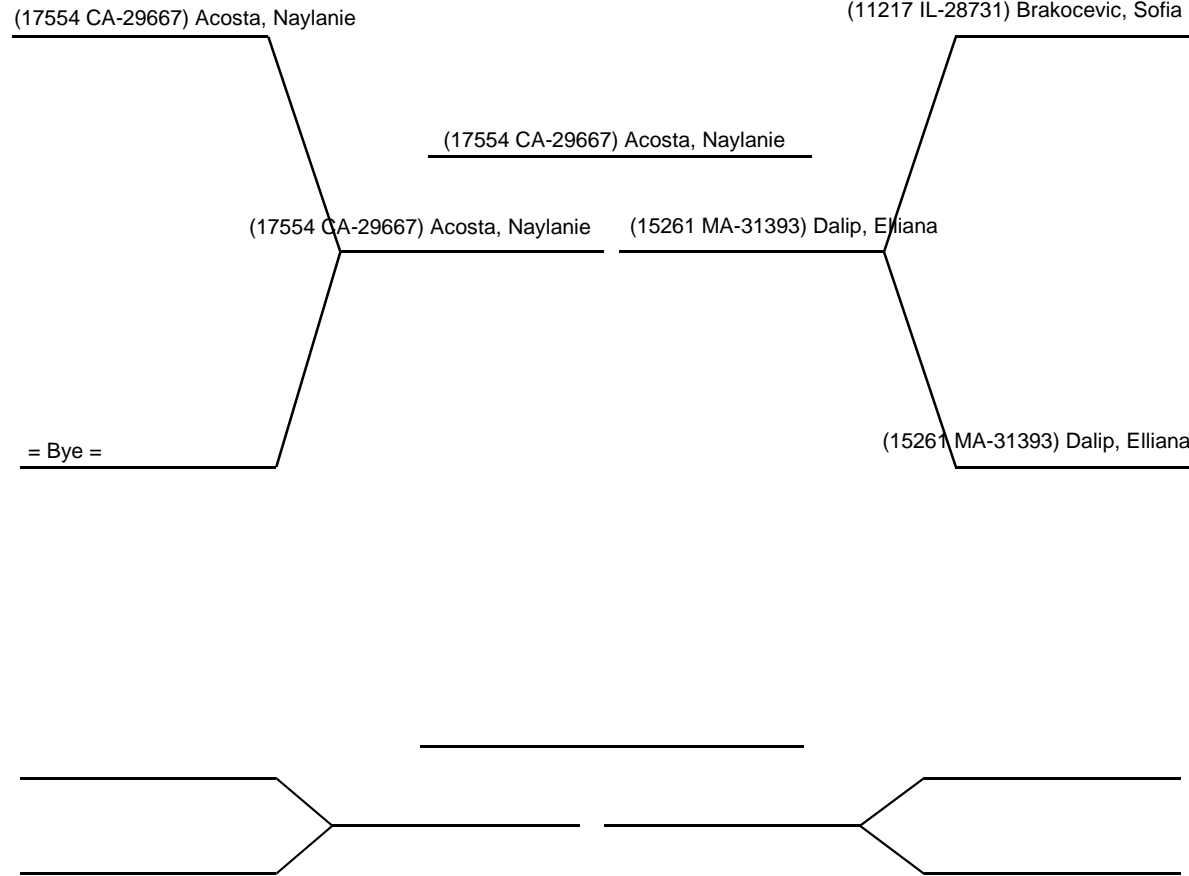 (17554 CA-29667) Acosta, Naylanie
(11217 IL-28731) Brakocevic, Sofia
(17554 CA-29667) Acosta, Naylanie
(17554 CA-29667) Acosta, Naylanie
(15261 MA-31393) Dalip, Elliana
= Bye =
(15261 MA-31393) Dalip, Elliana